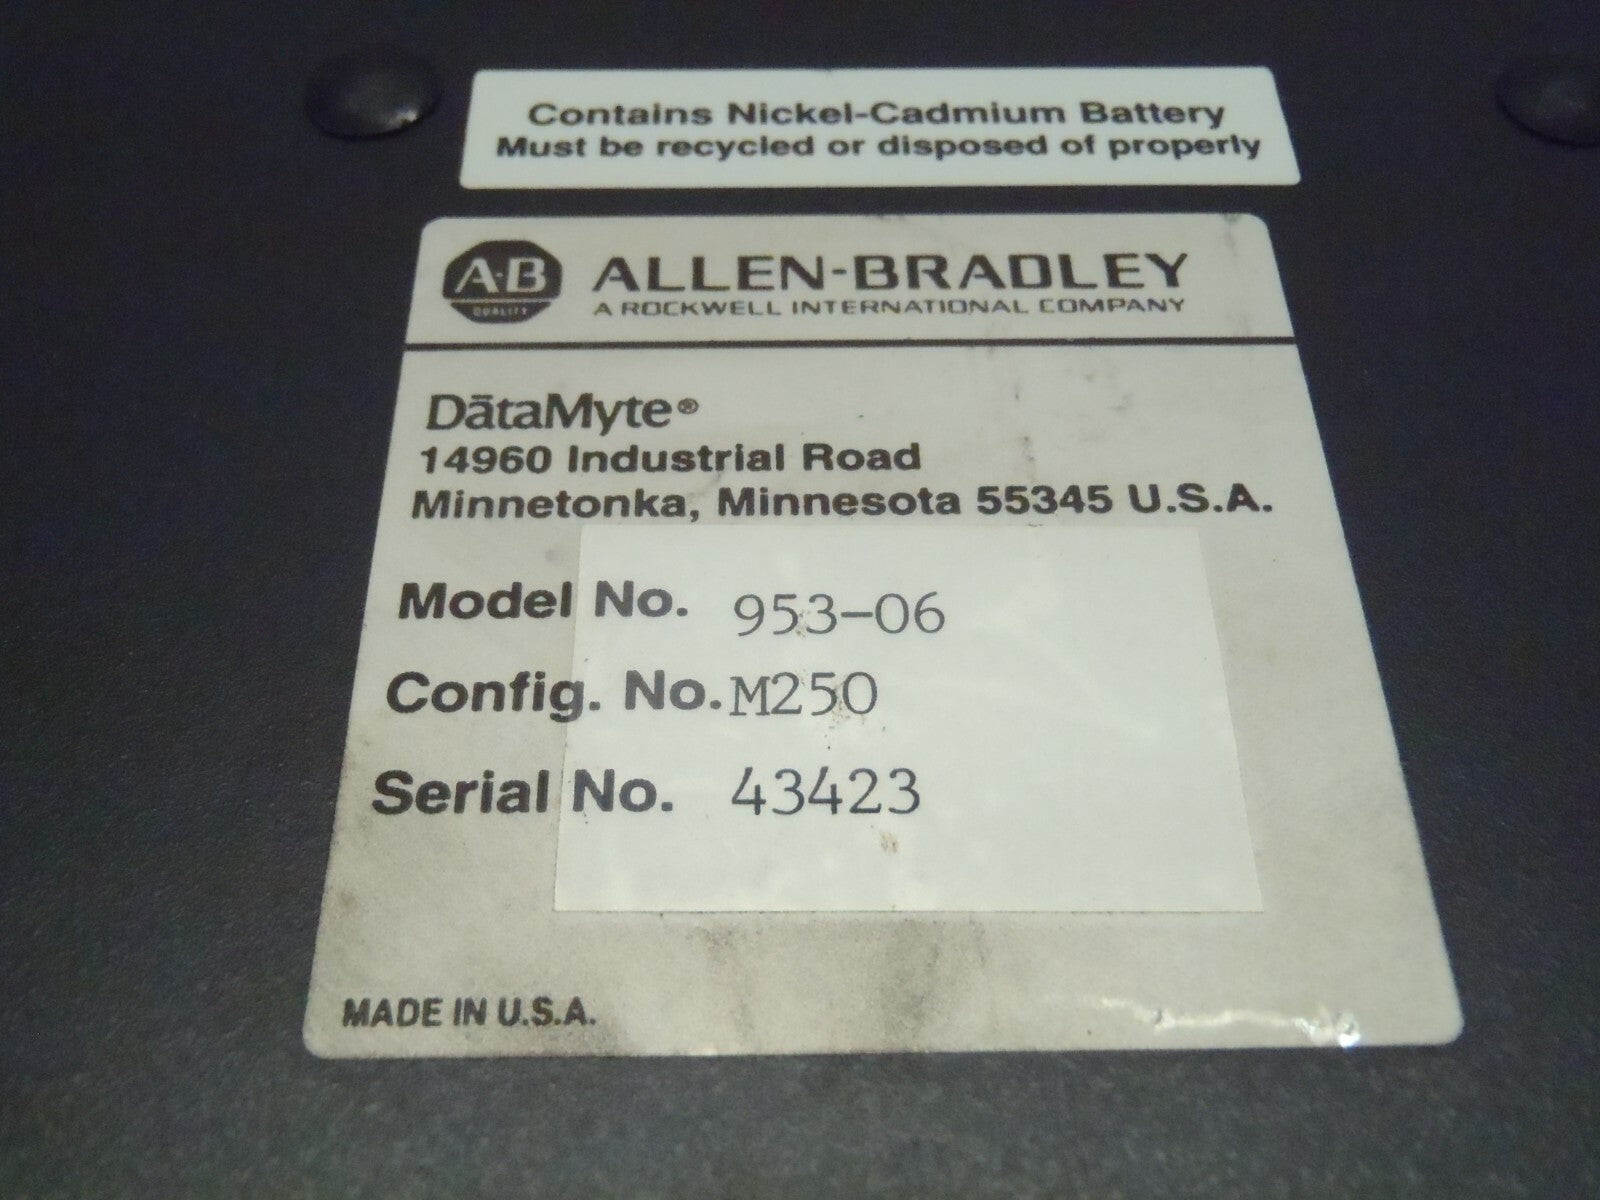 Contains Nickel-Cadmium Battery
Must be recycled or disposed of properly
A-B
QUALITY
ALLEN-BRADLEY
A ROCKWELL INTERNATIONAL COMPANY
DātaMyte®
14960 Industrial Road
Minnetonka, Minnesota 55345 U.S.A.
Model No. 953-06
Config. No. M250
Serial No. 43423
MADE IN U.S.A.